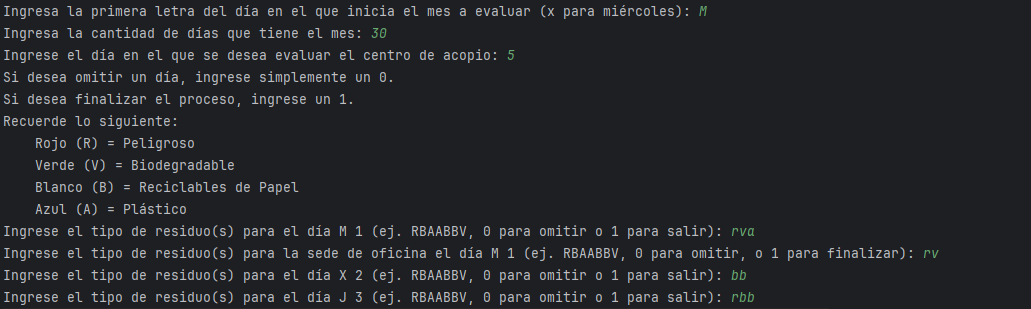 Ingresa la primera letra del día en el que inicia el mes a evaluar (x para miércoles): M
Ingresa la cantidad de días que tiene el mes: 30
Ingrese el día en el que se desea evaluar el centro de acopio: 5
Si desea omitir un día, ingrese simplemente un 0.
Si desea finalizar el proceso, ingrese un 1.
Recuerde lo siguiente:
    Rojo (R) = Peligroso
    Verde (V) = Biodegradable
    Blanco (B) = Reciclables de Papel
    Azul (A) = Plástico
Ingrese el tipo de residuo(s) para el día M 1 (ej. RBAABBV, 0 para omitir o 1 para salir): rva
Ingrese el tipo de residuo(s) para la sede de oficina el día M 1 (ej. RBAABBV, 0 para omitir, o 1 para finalizar): rv
Ingrese el tipo de residuo(s) para el día X 2 (ej. RBAABBV, 0 para omitir o 1 para salir): bb
Ingrese el tipo de residuo(s) para el día J 3 (ej. RBAABBV, 0 para omitir o 1 para salir): rbb